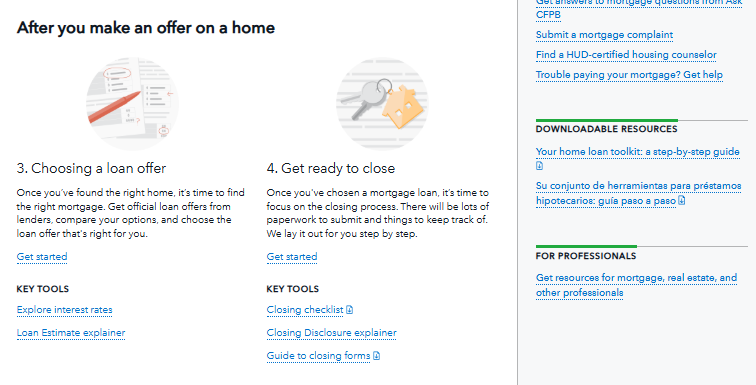 After you make an offer on a home
3. Choosing a loan offer
Once you've found the right home, it's time to find
the right mortgage. Get official loan offers from
lenders, compare your options, and choose the
loan offer that's right for you.
Get started
KEY TOOLS
Explore interest rates
Loan Estimate explainer
4. Get ready to close
Once you've chosen a mortgage loan, it's time to
focus on the closing process. There will be lots of
paperwork to submit and things to keep track of.
We lay it out for you step by step.
Get started
KEY TOOLS
Closing checklist
Closing Disclosure explainer
Guide to closing forms
Get answers to mortgage questions from Ask
CFPB
Submit a mortgage complaint
Find a HUD-certified housing counselor
Trouble paying your mortgage? Get help
DOWNLOADABLE RESOURCES
Your home loan toolkit: a step-by-step guide
Su conjunto de herramientas para préstamos
hipotecarios: guía paso a paso
FOR PROFESSIONALS
Get resources for mortgage, real estate, and
other professionals